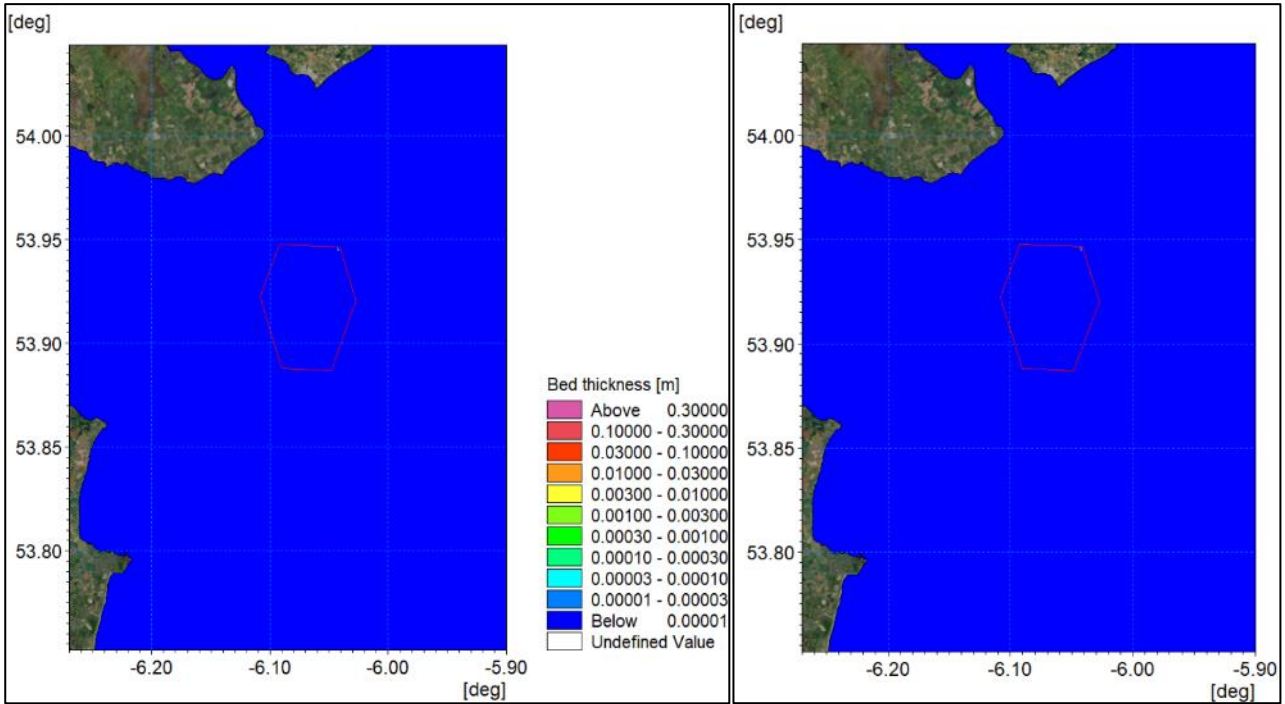 [deg]
54.00
53.95
53.90
53.85
53.80
-6.20
-6.10
-6.00
-5.90
[deg]
Bed thickness [m]
Above 0.30000
0.10000 - 0.30000
0.03000 - 0.10000
0.01000 - 0.03000
0.00300 - 0.01000
0.00100 - 0.00300
0.00030 - 0.00100
0.00010 - 0.00030
0.00003 - 0.00010
0.00001 - 0.00003
Below 0.00001
Undefined Value
[deg]
54.00
53.95
53.90
53.85
53.80
-6.20
-6.10
-6.00
-5.90
[deg]